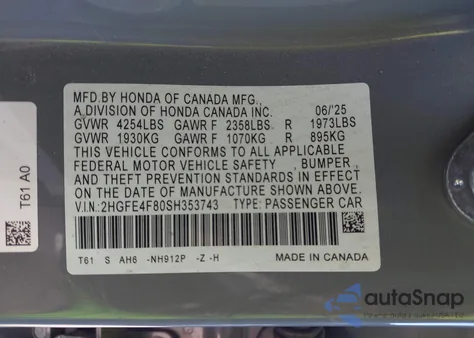 MFD.BY HONDA OF CANADA MFG.,
A DIVISION OF HONDA CANADA INC. 06/'25
GVWR 4254LBS GAWR F 2358LBS R 1973LBS
GVWR 1930KG GAWR F 1070KG R 895KG
THIS VEHICLE CONFORMS TO ALL APPLICABLE
FEDERAL MOTOR VEHICLE SAFETY , BUMPER,
AND THEFT PREVENTION STANDARDS IN EFFECT
ON THE DATE OF MANUFACTURE SHOWN ABOVE.
V.I.N:2HGFE4F80SH353743 TYPE: PASSENGER CAR
T61 S AH6 -NH912P -Z -H MADE IN CANADA
T61 A0
autoSnap